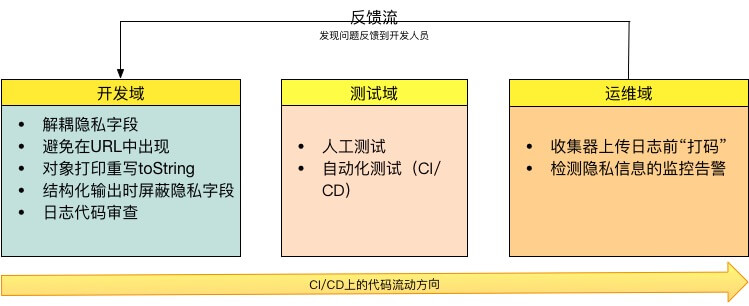 反馈流
发现问题反馈到开发人员
开发域
• 解耦隐私字段
• 避免在URL中出现
• 对象打印重写toString
• 结构化输出时屏蔽隐私字段
• 日志代码审查
测试域
• 人工测试
• 自动化测试（CI/
CD）
运维域
• 收集器上传日志前“打码”
• 检测隐私信息的监控告警
CI/CD上的代码流动方向